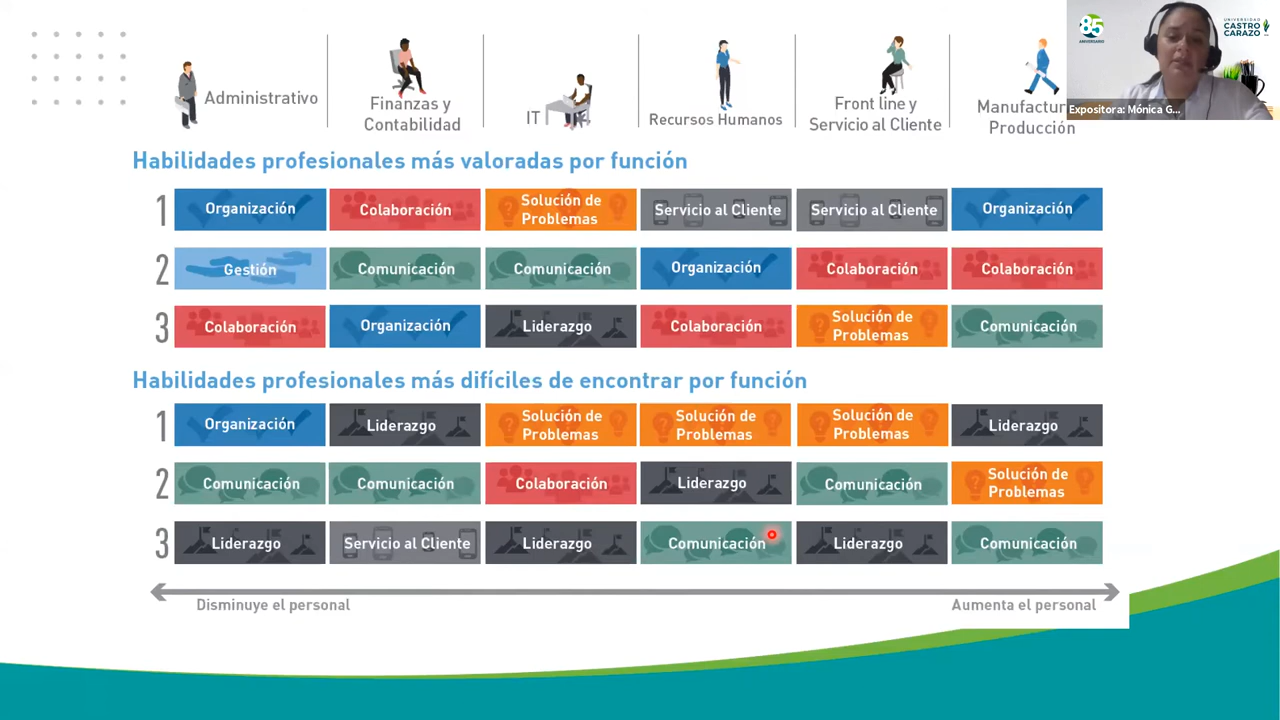 85
ANIVERSARIO
UNIVERSIDAD
CASTRO
CARAZO
Expositora: Mónica G...
Administrativo
Finanzas y
Contabilidad
IT
Recursos Humanos
Front line y
Servicio al Cliente
Manufactur
Producción
Habilidades profesionales más valoradas por función
1 Organización Colaboración Solución de Problemas Servicio al Cliente Servicio al Cliente Organización
2 Gestión Comunicación Comunicación Organización Colaboración Colaboración
3 Colaboración Organización Liderazgo Colaboración Solución de Problemas Comunicación
Habilidades profesionales más difíciles de encontrar por función
1 Organización Liderazgo Solución de Problemas Solución de Problemas Solución de Problemas Liderazgo
2 Comunicación Comunicación Colaboración Liderazgo Comunicación Solución de Problemas
3 Liderazgo Servicio al Cliente Liderazgo Comunicación Liderazgo Comunicación
Disminuye el personal
Aumenta el personal